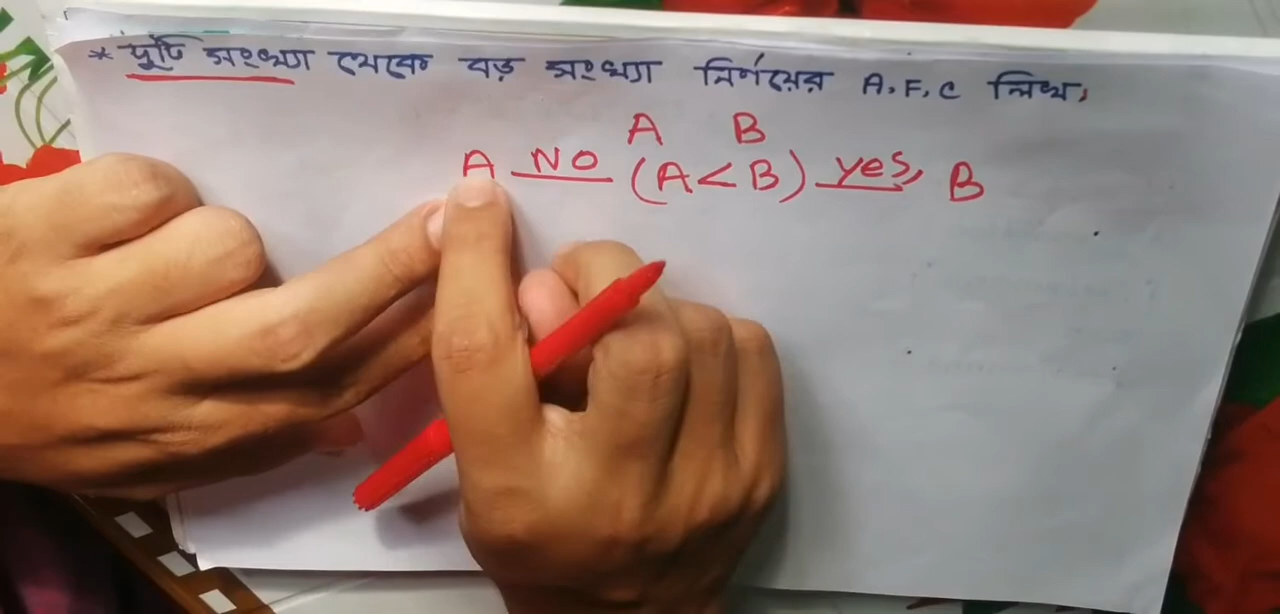 * দুটি সংখ্যা থেকে বড় সংখ্যা নির্ণয়ের A.F.C লিখ,
A B
A NO (A<B) yes, B